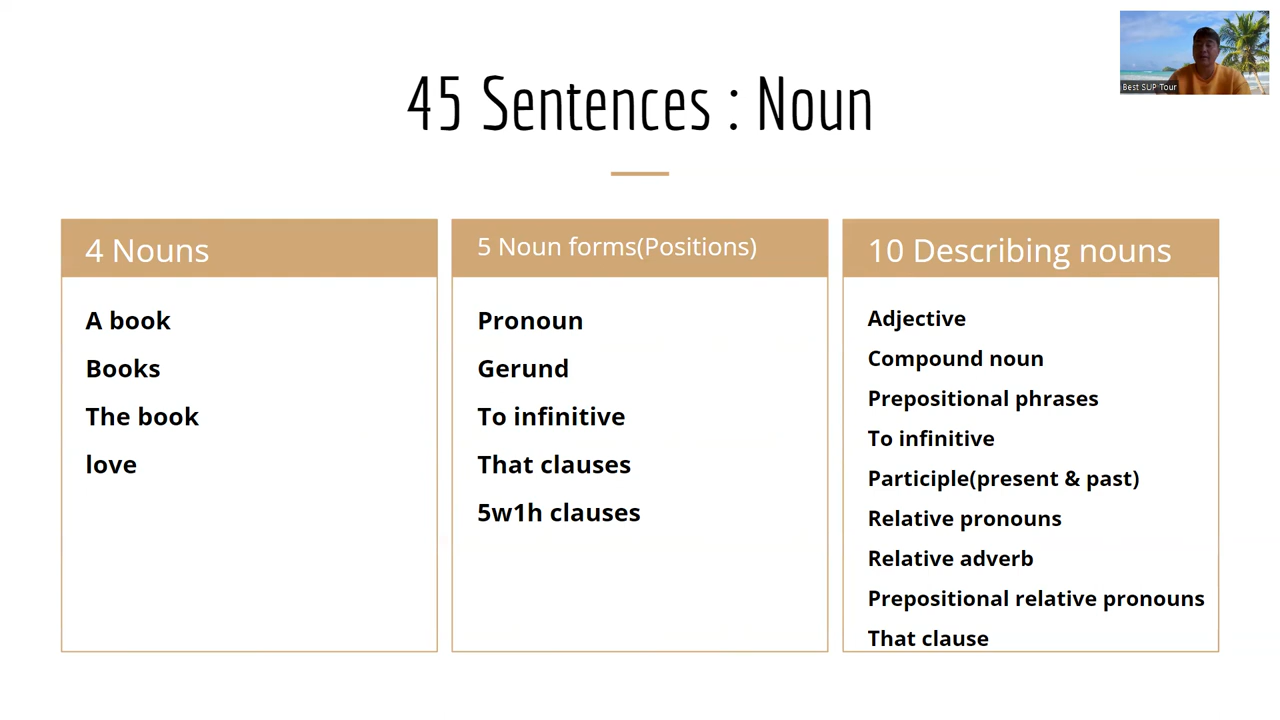 Best SUP Tour
45 Sentences : Noun
4 Nouns
A book
Books
The book
love
5 Noun forms(Positions)
Pronoun
Gerund
To infinitive
That clauses
5w1h clauses
10 Describing nouns
Adjective
Compound noun
Prepositional phrases
To infinitive
Participle(present & past)
Relative pronouns
Relative adverb
Prepositional relative pronouns
That clause